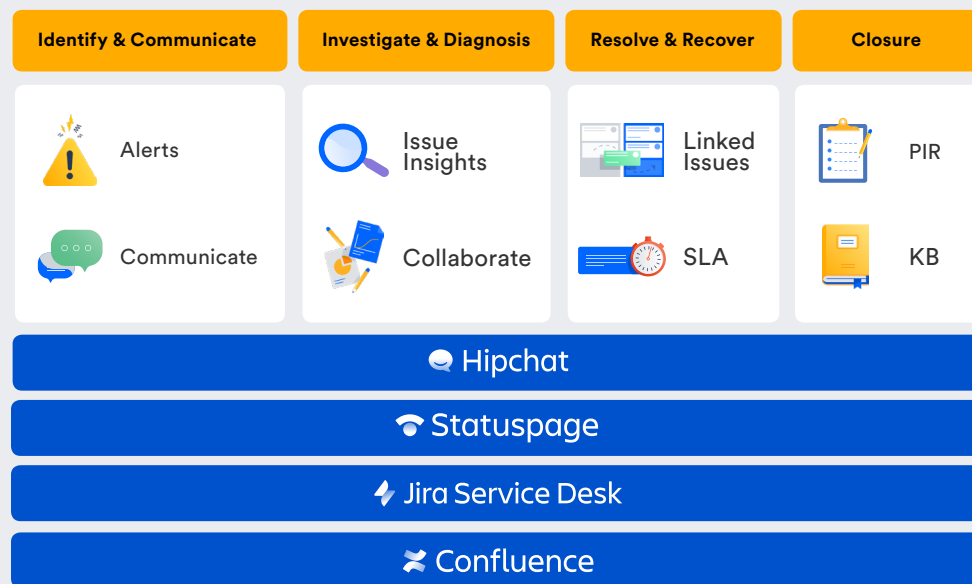 Identify & Communicate
Investigate & Diagnosis
Resolve & Recover
Closure
Alerts
Communicate
Issue
Insights
Collaborate
Linked
Issues
SLA
PIR
KB
Hipchat
Statuspage
Jira Service Desk
Confluence